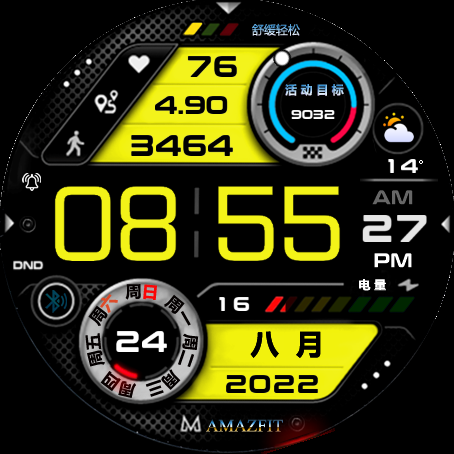 舒缓轻松
76
4.90
3464
活动目标
9032
14°
08 55
AM
27
PM
DND
电量
16
周日
周一
周二
周三
周四
周五
周六
24
八月
2022
AMAZFIT